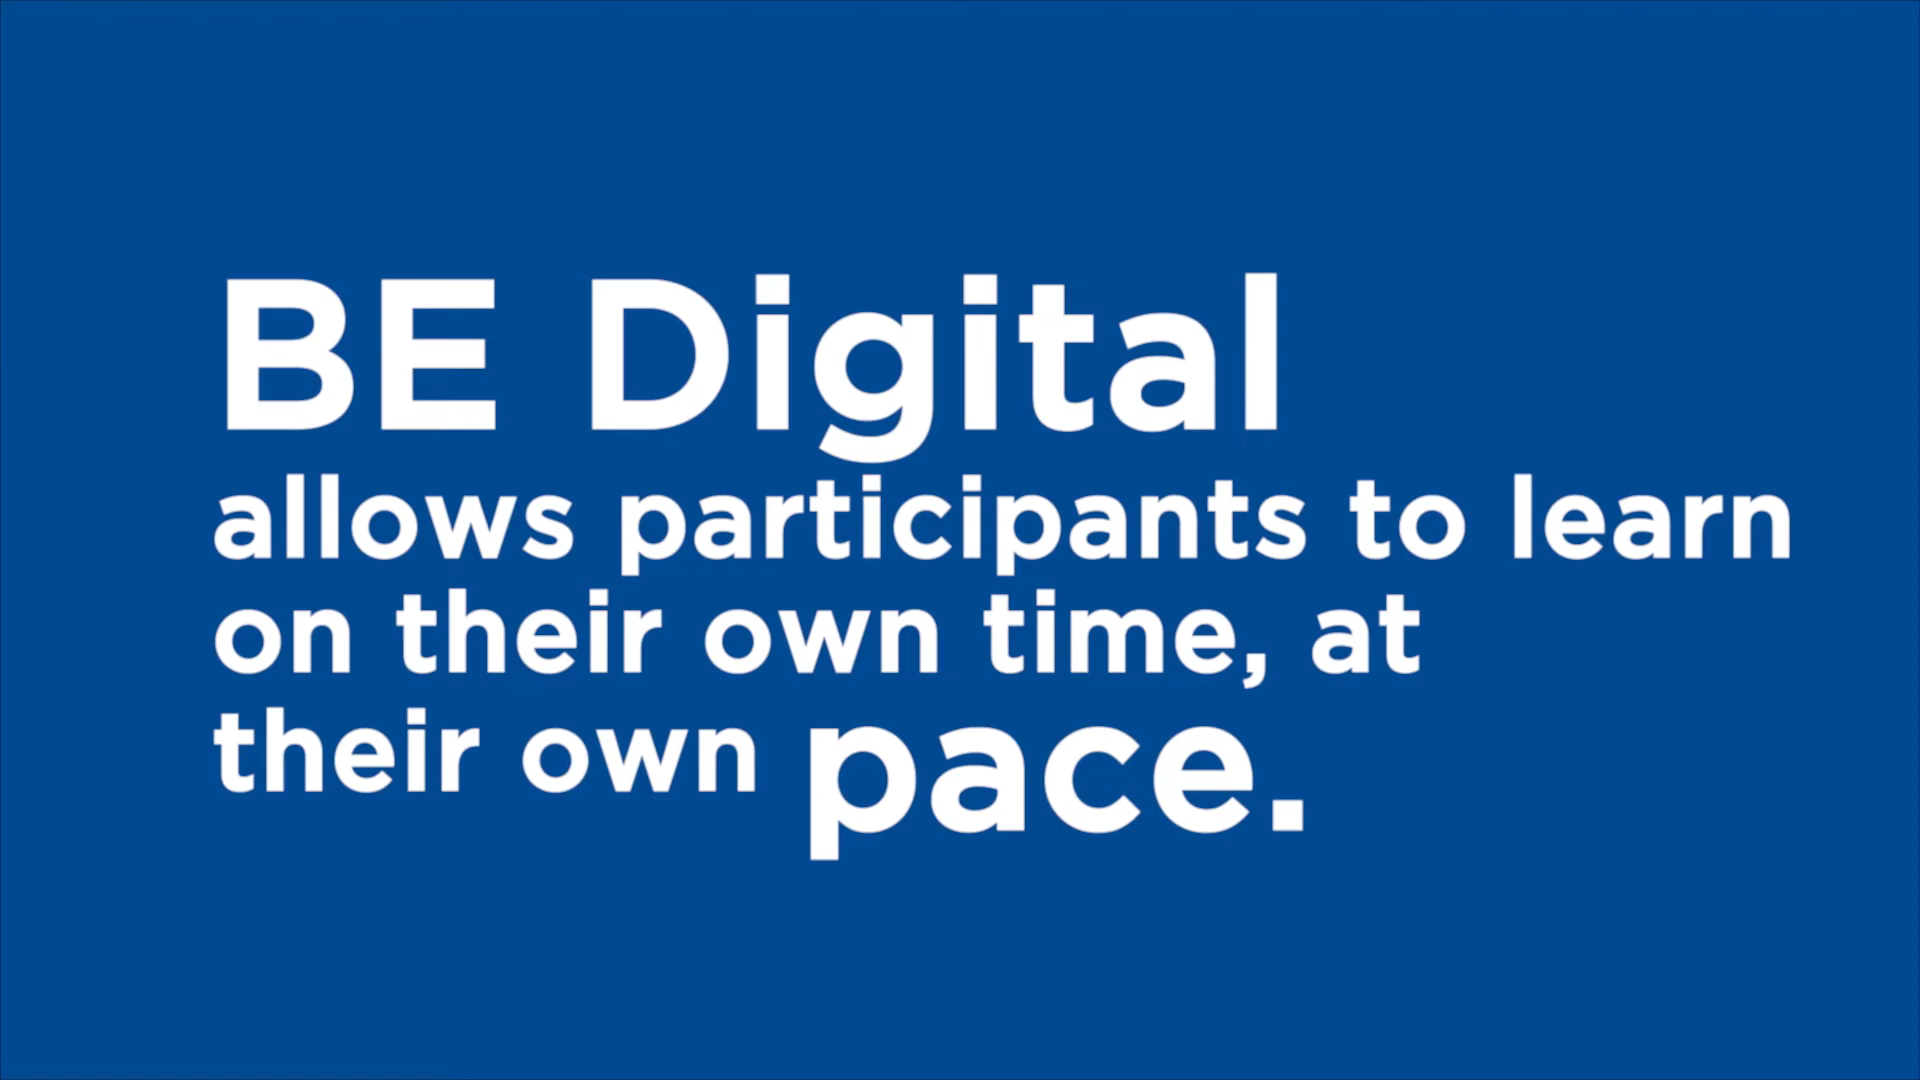 BE Digital
allows participants to learn
on their own time, at
their own pace.